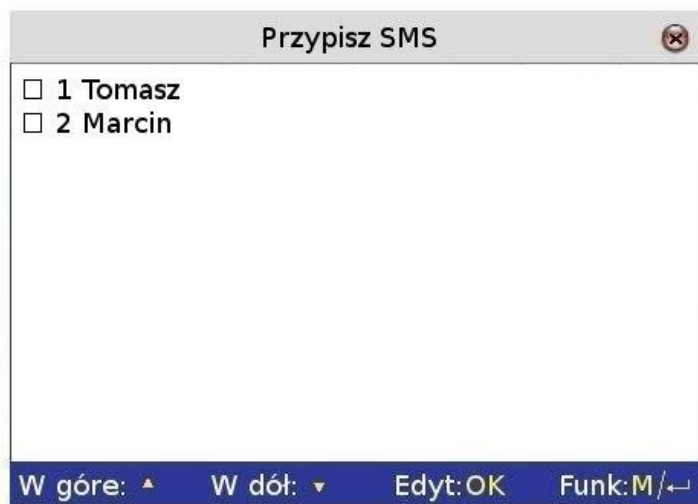 Przypisz SMS
1 Tomasz
2 Marcin
W góre: ▲ W dół: ▼ Edyt:OK Funk:M/↵